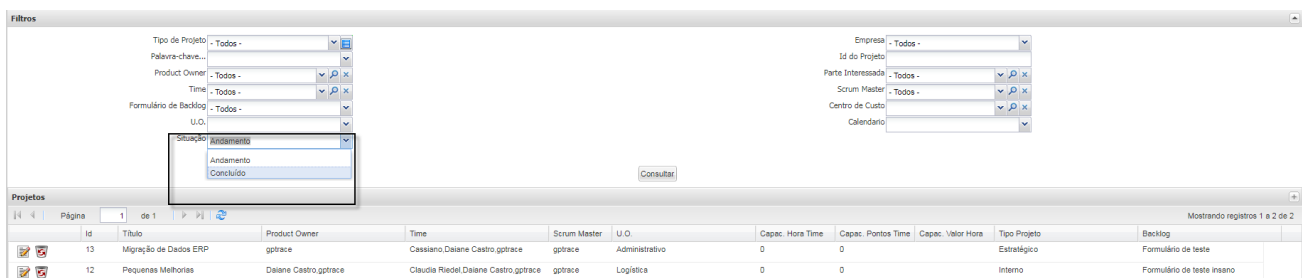 Filtros
Tipo de Projeto - Todos - Empresa - Todos -
Palavra-chave... Id do Projeto
Product Owner - Todos - Parte Interessada - Todos -
Time - Todos - Scrum Master - Todos -
Formulário de Backlog - Todos - Centro de Custo
U.O. Calendario
Situação Andamento
Andamento
Concluído
Consultar
Projetos
Página 1 de 1 Mostrando registros 1 a 2 de 2
Id Título Product Owner Time Scrum Master U.O. Capac. Hora Time Capac. Pontos Time Capac. Valor Hora Tipo Projeto Backlog
13 Migração de Dados ERP gptrace Cassiano,Daiane Castro,gptrace gptrace Administrativo 0 0 Estratégico Formulário de teste
12 Pequenas Melhorias Daiane Castro,gptrace Claudia Riedel,Daiane Castro,gptrace gptrace Logística 0 0 Interno Formulário de teste insano